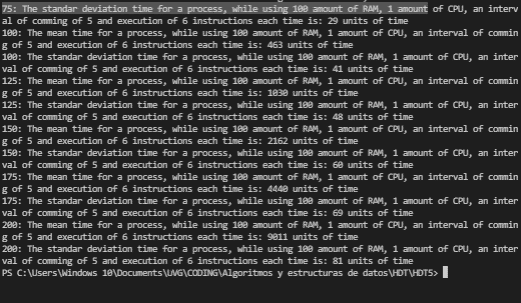 75: The standar deviation time for a process, while using 100 amount of RAM, 1 amount of CPU, an interv
al of comming of 5 and execution of 6 instructions each time is: 29 units of time
100: The mean time for a process, while using 100 amount of RAM, 1 amount of CPU, an interval of commin
g of 5 and execution of 6 instructions each time is: 463 units of time
100: The standar deviation time for a process, while using 100 amount of RAM, 1 amount of CPU, an inter
val of comming of 5 and execution of 6 instructions each time is: 41 units of time
125: The mean time for a process, while using 100 amount of RAM, 1 amount of CPU, an interval of commin
g of 5 and execution of 6 instructions each time is: 1030 units of time
125: The standar deviation time for a process, while using 100 amount of RAM, 1 amount of CPU, an inter
val of comming of 5 and execution of 6 instructions each time is: 48 units of time
150: The mean time for a process, while using 100 amount of RAM, 1 amount of CPU, an interval of commin
g of 5 and execution of 6 instructions each time is: 2162 units of time
150: The standar deviation time for a process, while using 100 amount of RAM, 1 amount of CPU, an inter
val of comming of 5 and execution of 6 instructions each time is: 60 units of time
175: The mean time for a process, while using 100 amount of RAM, 1 amount of CPU, an interval of commin
g of 5 and execution of 6 instructions each time is: 4440 units of time
175: The standar deviation time for a process, while using 100 amount of RAM, 1 amount of CPU, an inter
val of comming of 5 and execution of 6 instructions each time is: 69 units of time
200: The mean time for a process, while using 100 amount of RAM, 1 amount of CPU, an interval of commin
g of 5 and execution of 6 instructions each time is: 9011 units of time
200: The standar deviation time for a process, while using 100 amount of RAM, 1 amount of CPU, an inter
val of comming of 5 and execution of 6 instructions each time is: 81 units of time
PS C:\Users\Windows 10\Documents\UVG\CODING\Algoritmos y estructuras de datos\HDT\HDT5>